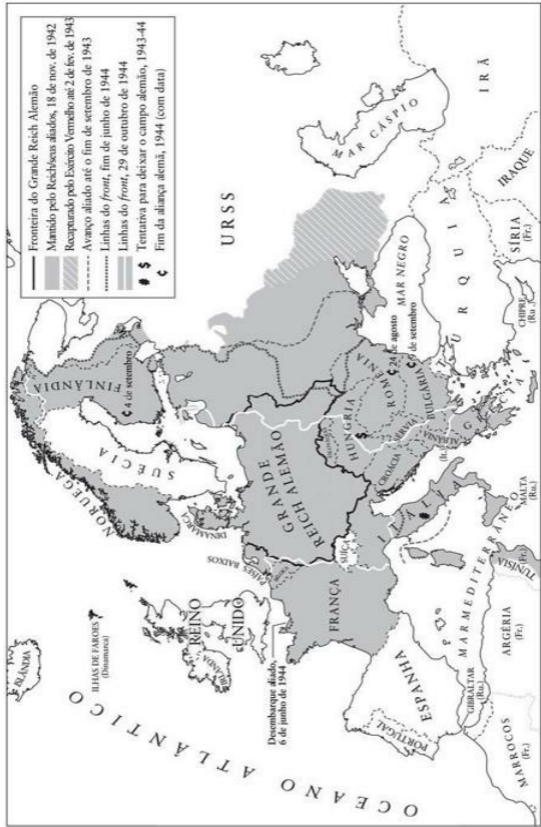 Fronteira do Grande Reich Alemão
Mantido pelo Reich/seus aliados, 18 de nov. de 1942
Recapturado pelo Exército Vermelho até 2 de fev. de 1943
Avanço aliado até o fim de setembro de 1943
Linhas do front, fim de junho de 1944
Linhas do front, 29 de outubro de 1944
Tentativa para deixar o campo alemão, 1943-44
Fim da aliança alemã, 1944 (com data)
ISLÂNDIA
ILHAS DE FAROES
(Dinamarca)
OCEANO ATLÂNTICO
NORUEGA
SUÉCIA
FINLÂNDIA
4 de setembro
URSS
REINO
UNIDO
IRLANDA
DINAMARCA
PAÍSES BAIXOS
GRANDE
REICH ALEMÃO
Desembarque aliado,
6 de junho de 1944
FRANÇA
SUÍÇA
HUNGRIA
ROMÊNIA
24 de agosto
CROÁCIA
SÉRVIA
BULGÁRIA
de setembro
ALBÂNIA
(It.)
G
ITÁLIA
MAR NEGRO
MAR CÁSPIO
TURQUIA
IRÃ
IRAQUE
SÍRIA
(Fr.)
CHIPRE
(Ru.)
PORTUGAL
ESPANHA
GIBRALTAR
(Ru.)
MAR MEDITERRÂNEO
MALTA
(Ru.)
MARROCOS
(Fr.)
ARGÉRIA
(Fr.)
TUNÍSIA
(Fr.)